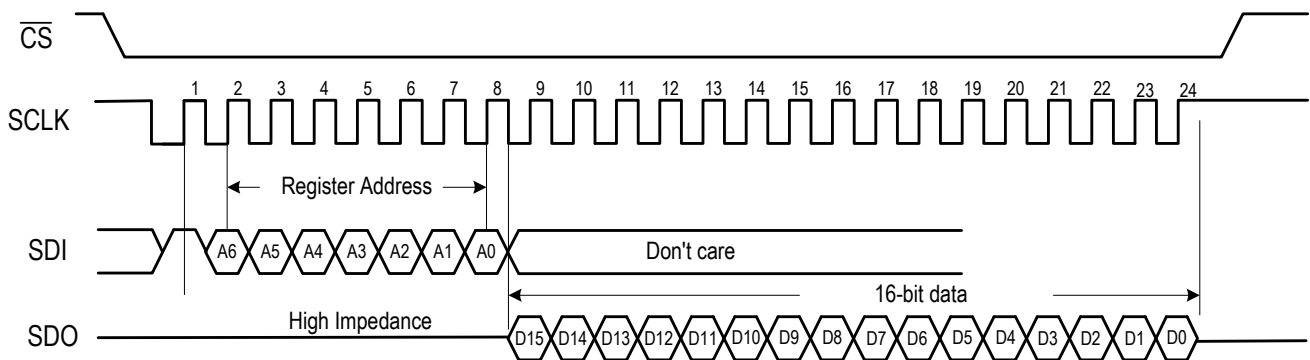 CS
1 2 3 4 5 6 7 8 9 10 11 12 13 14 15 16 17 18 19 20 21 22 23 24
SCLK
Register Address
SDI A6 A5 A4 A3 A2 A1 A0 Don't care
16-bit data
High Impedance
SDO D15 D14 D13 D12 D11 D10 D9 D8 D7 D6 D5 D4 D3 D2 D1 D0